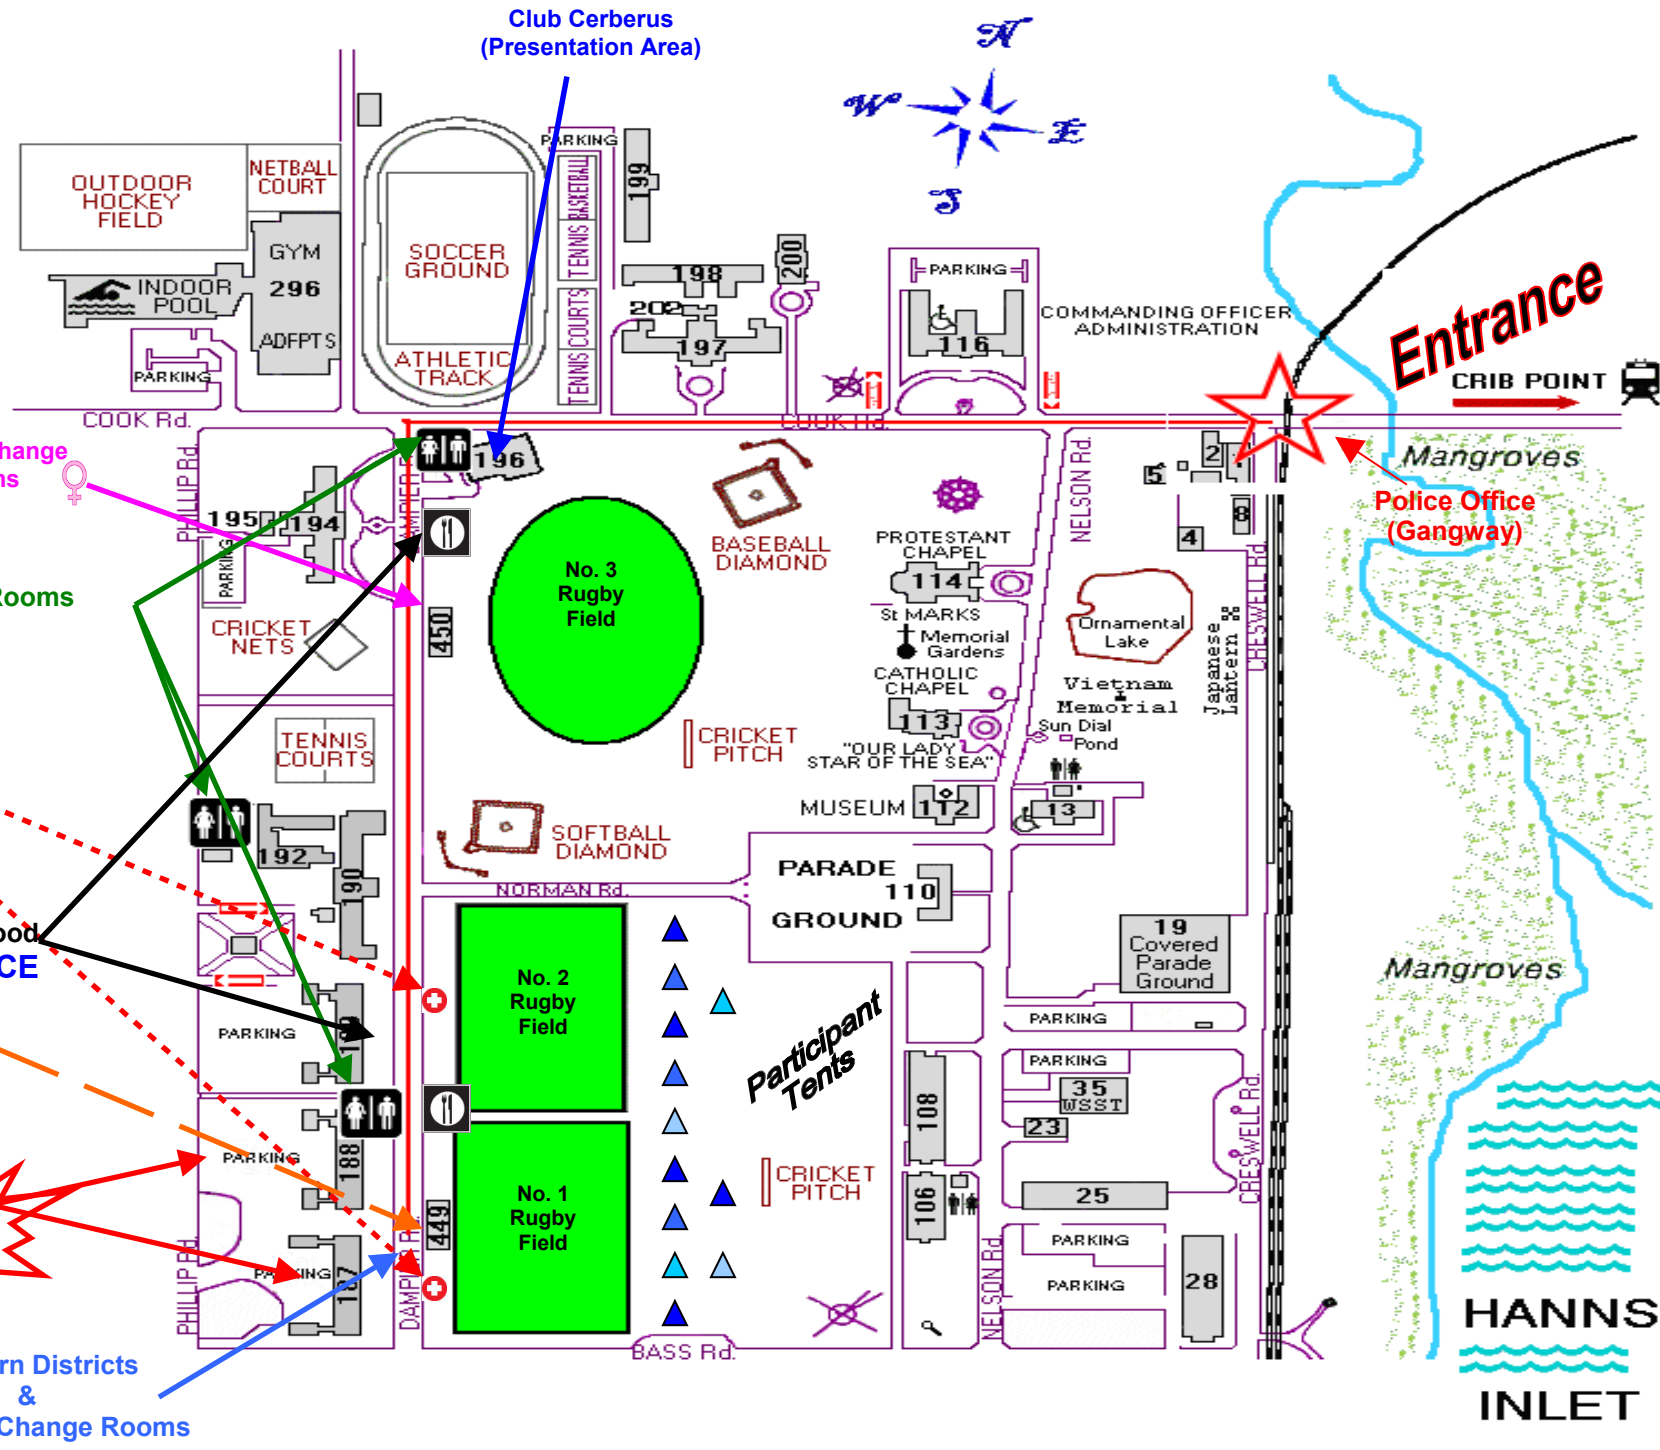 Club Cerberus
(Presentation Area)
N
W
E
S
PARKING
NETBALL
COURT
OUTDOOR
HOCKEY
FIELD
199
TENNIS BASKETBALL
SOCCER
GROUND
GYM
296
ADFPTS
INDOOR
POOL
200
198
202
197
PARKING
116
COMMANDING OFFICER
ADMINISTRATION
Entrance
CRIB POINT
TENNIS COURTS
ATHLETIC
TRACK
PARKING
COOK Rd.
COOK Rd.
hange
ns
PHILLIP Rd.
196
NELSON RD.
2
1
5
8
4
Mangroves
Police Office
(Gangway)
195
194
PARKING
BASEBALL
DIAMOND
PROTESTANT
CHAPEL
114
St MARKS
Memorial
Gardens
CATHOLIC
CHAPEL
113
"OUR LADY
STAR OF THE SEA"
No. 3
Rugby
Field
Rooms
CRICKET
NETS
450
Ornamental
Lake
Japanese
Lantern
CRESWELL Rd.
Vietnam
Memorial
Sun Dial
Pond
TENNIS
COURTS
CRICKET
PITCH
MUSEUM
112
13
SOFTBALL
DIAMOND
192
190
NORMAN Rd.
PARADE
110
GROUND
19
Covered
Parade
Ground
ood
CE
Mangroves
No. 2
Rugby
Field
Participant
Tents
PARKING
PARKING
PARKING
35
WSST
108
23
CRESWELL Rd.
PARKING
188
CRICKET
PITCH
No. 1
Rugby
Field
106
25
449
PARKING
187
PARKING
PARKING
28
NELSON Rd.
PHILLIP Rd.
DAMPIER R.
BASS Rd.
HANNS
INLET
rn Districts
&
Change Rooms